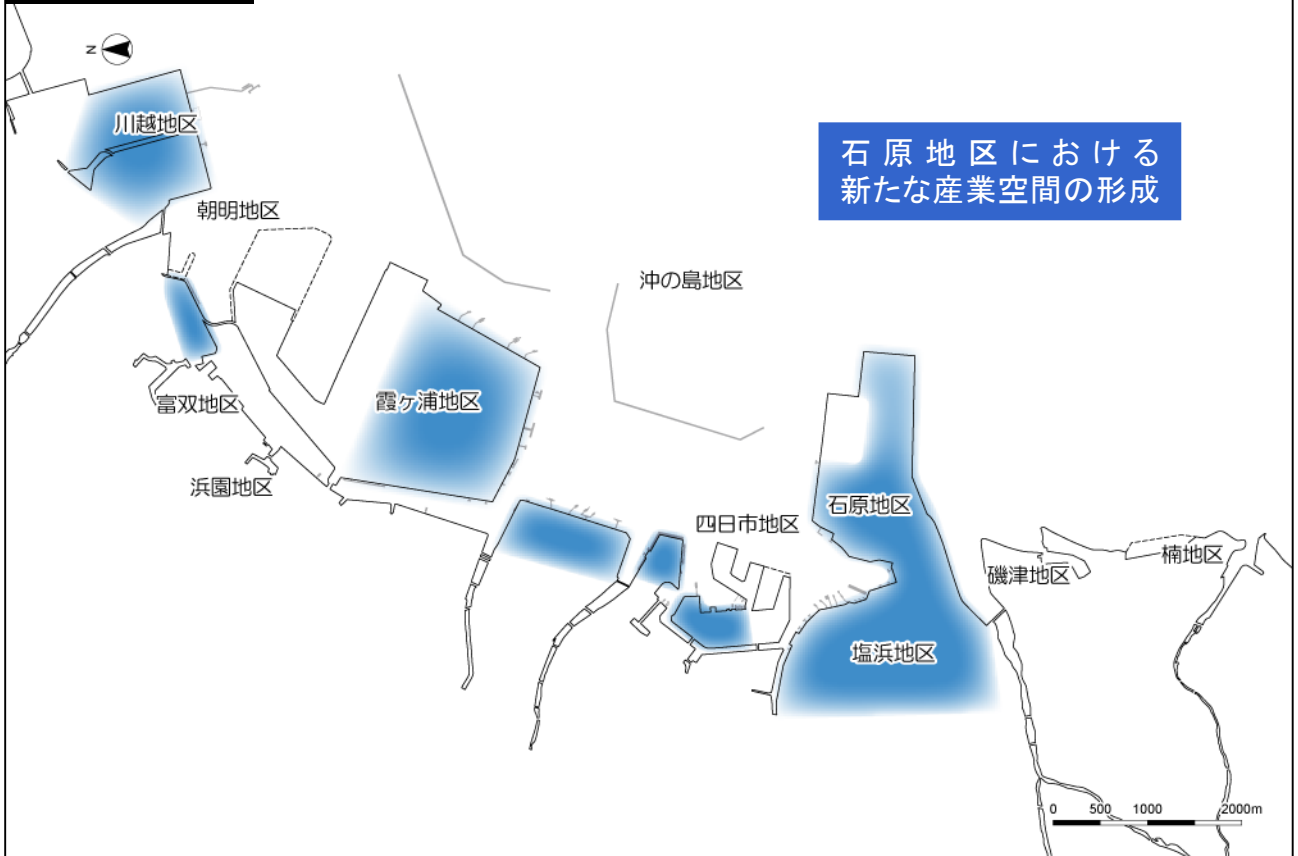 N
川越地区
石原地区における
新たな産業空間の形成
朝明地区
沖の島地区
富双地区
霞ヶ浦地区
浜園地区
石原地区
四日市地区
楠地区
磯津地区
塩浜地区
0 500 1000 2000m